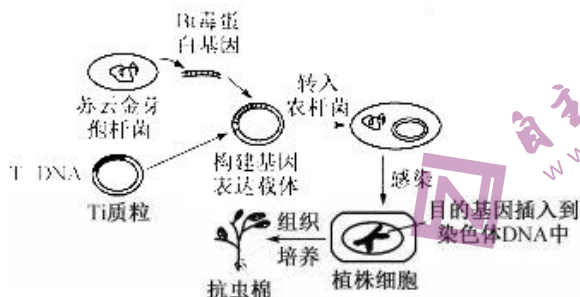 Bt毒蛋
白基因
苏云金芽
孢杆菌
转入
农杆菌
构建基因
表达载体
T DNA
Ti质粒
感染
目的基因插入到
染色体DNA中
植株细胞
组织
培养
抗虫棉